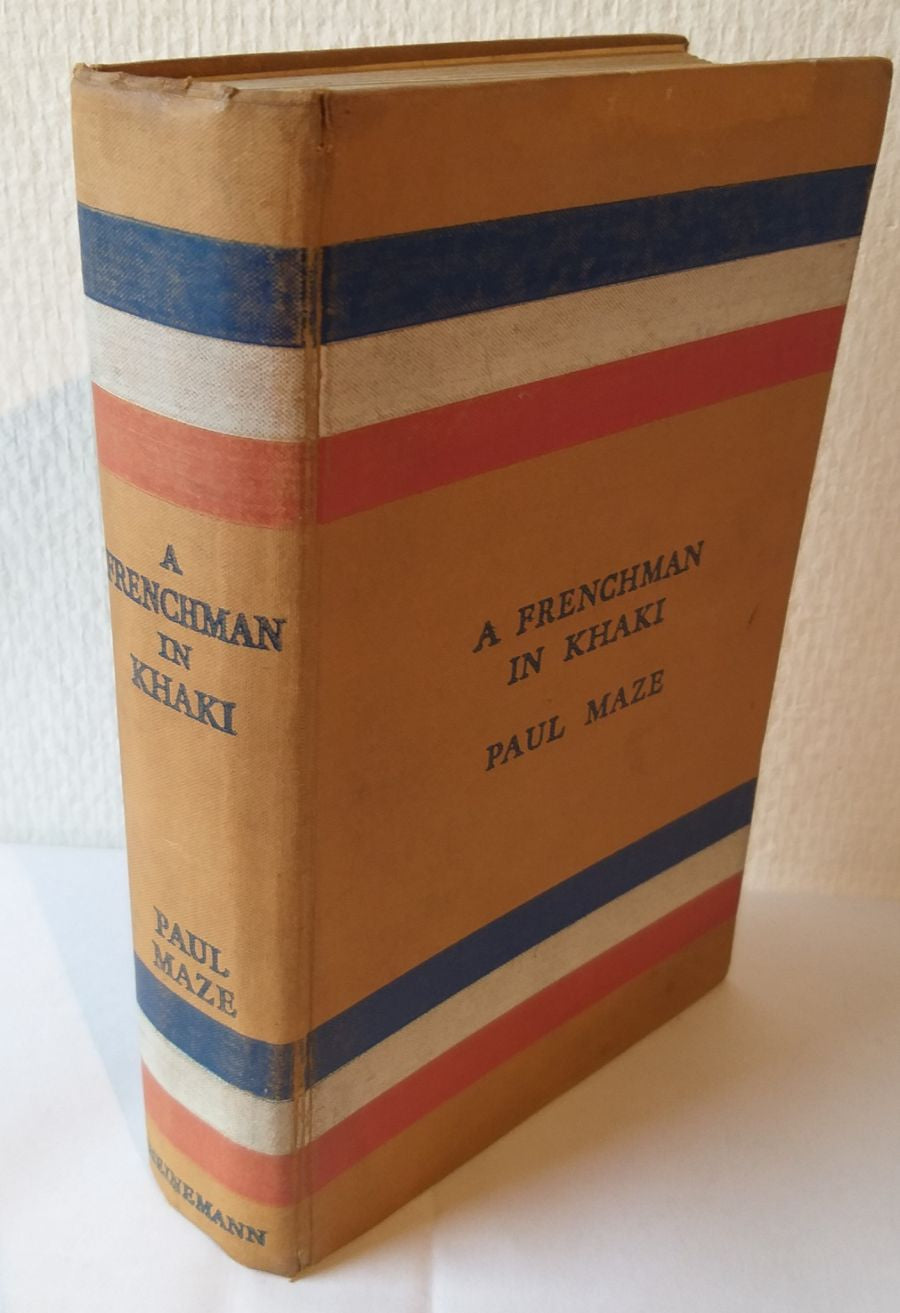 A
FRENCHMAN
IN
KHAKI
PAUL
MAZE
HEINEMANN
A FRENCHMAN
IN KHAKI
PAUL MAZE